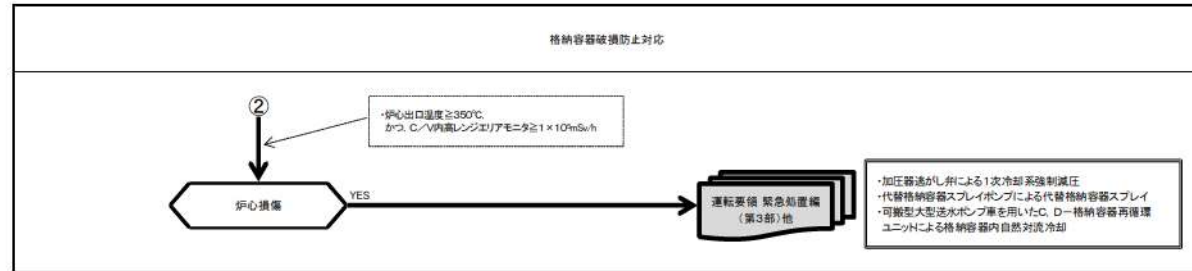 格納容器破損防止対応
②
・炉心出口温度≧350℃,
かつ, C/V内高レンジエリアモニタ≧1×10⁵mSv/h
炉心損傷
YES
運転要領 緊急処置編
(第3部)他
・加圧器逃がし弁による1次冷却系強制減圧
・代替格納容器スプレイポンプによる代替格納容器スプレイ
・可搬型大型送水ポンプ車を用いたC, D-格納容器再循環
ユニットによる格納容器内自然対流冷却